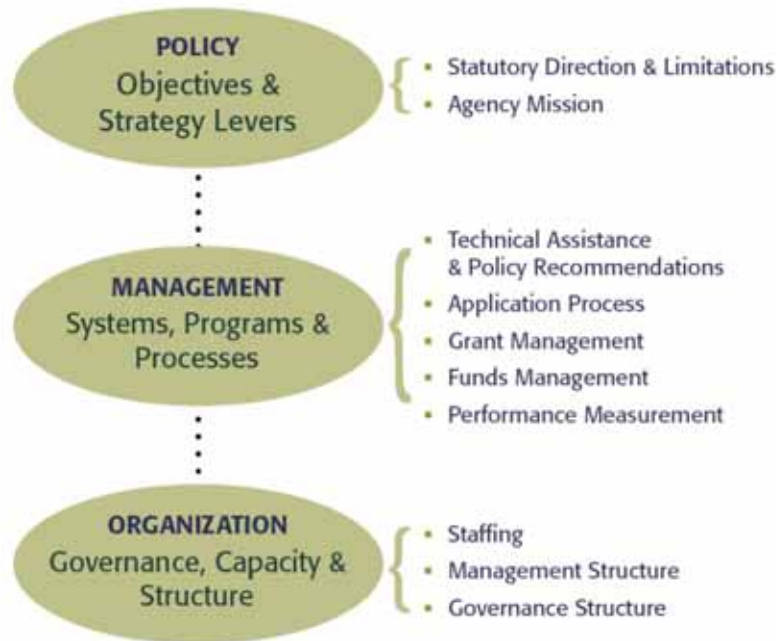 POLICY
Objectives &
Strategy Levers
▪ Statutory Direction & Limitations
▪ Agency Mission
MANAGEMENT
Systems, Programs &
Processes
▪ Technical Assistance
& Policy Recommendations
▪ Application Process
▪ Grant Management
▪ Funds Management
▪ Performance Measurement
ORGANIZATION
Governance, Capacity &
Structure
▪ Staffing
▪ Management Structure
▪ Governance Structure